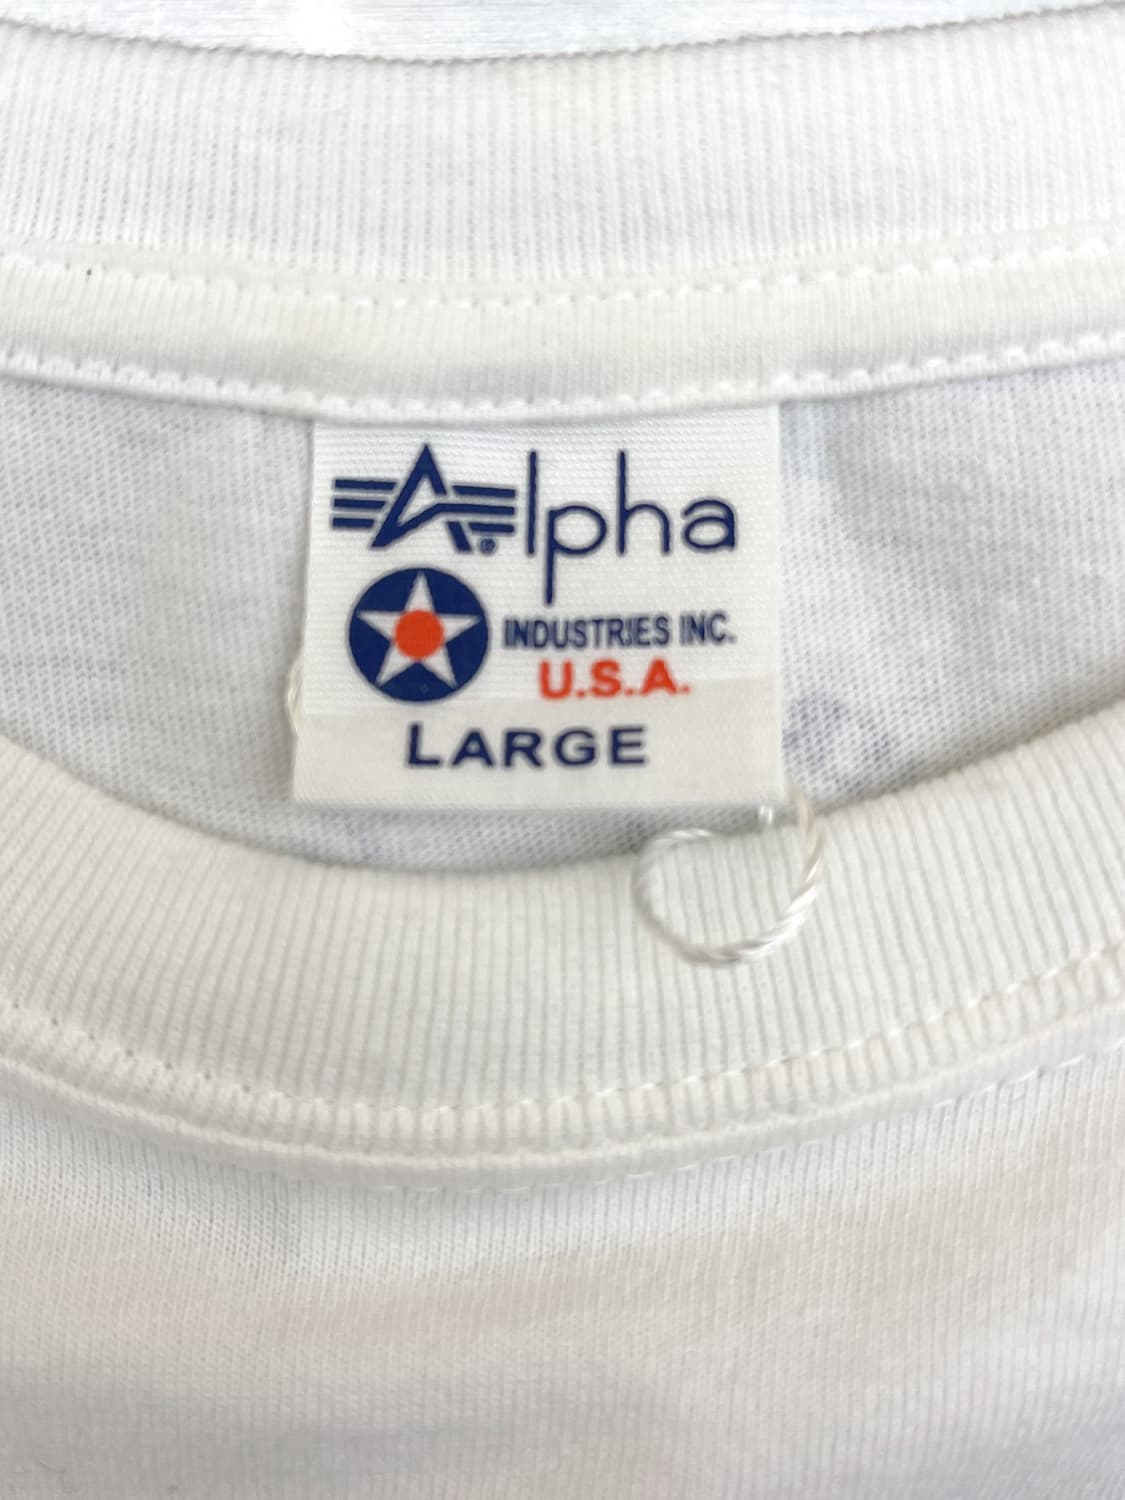 Alpha
INDUSTRIES INC.
U.S.A.
LARGE